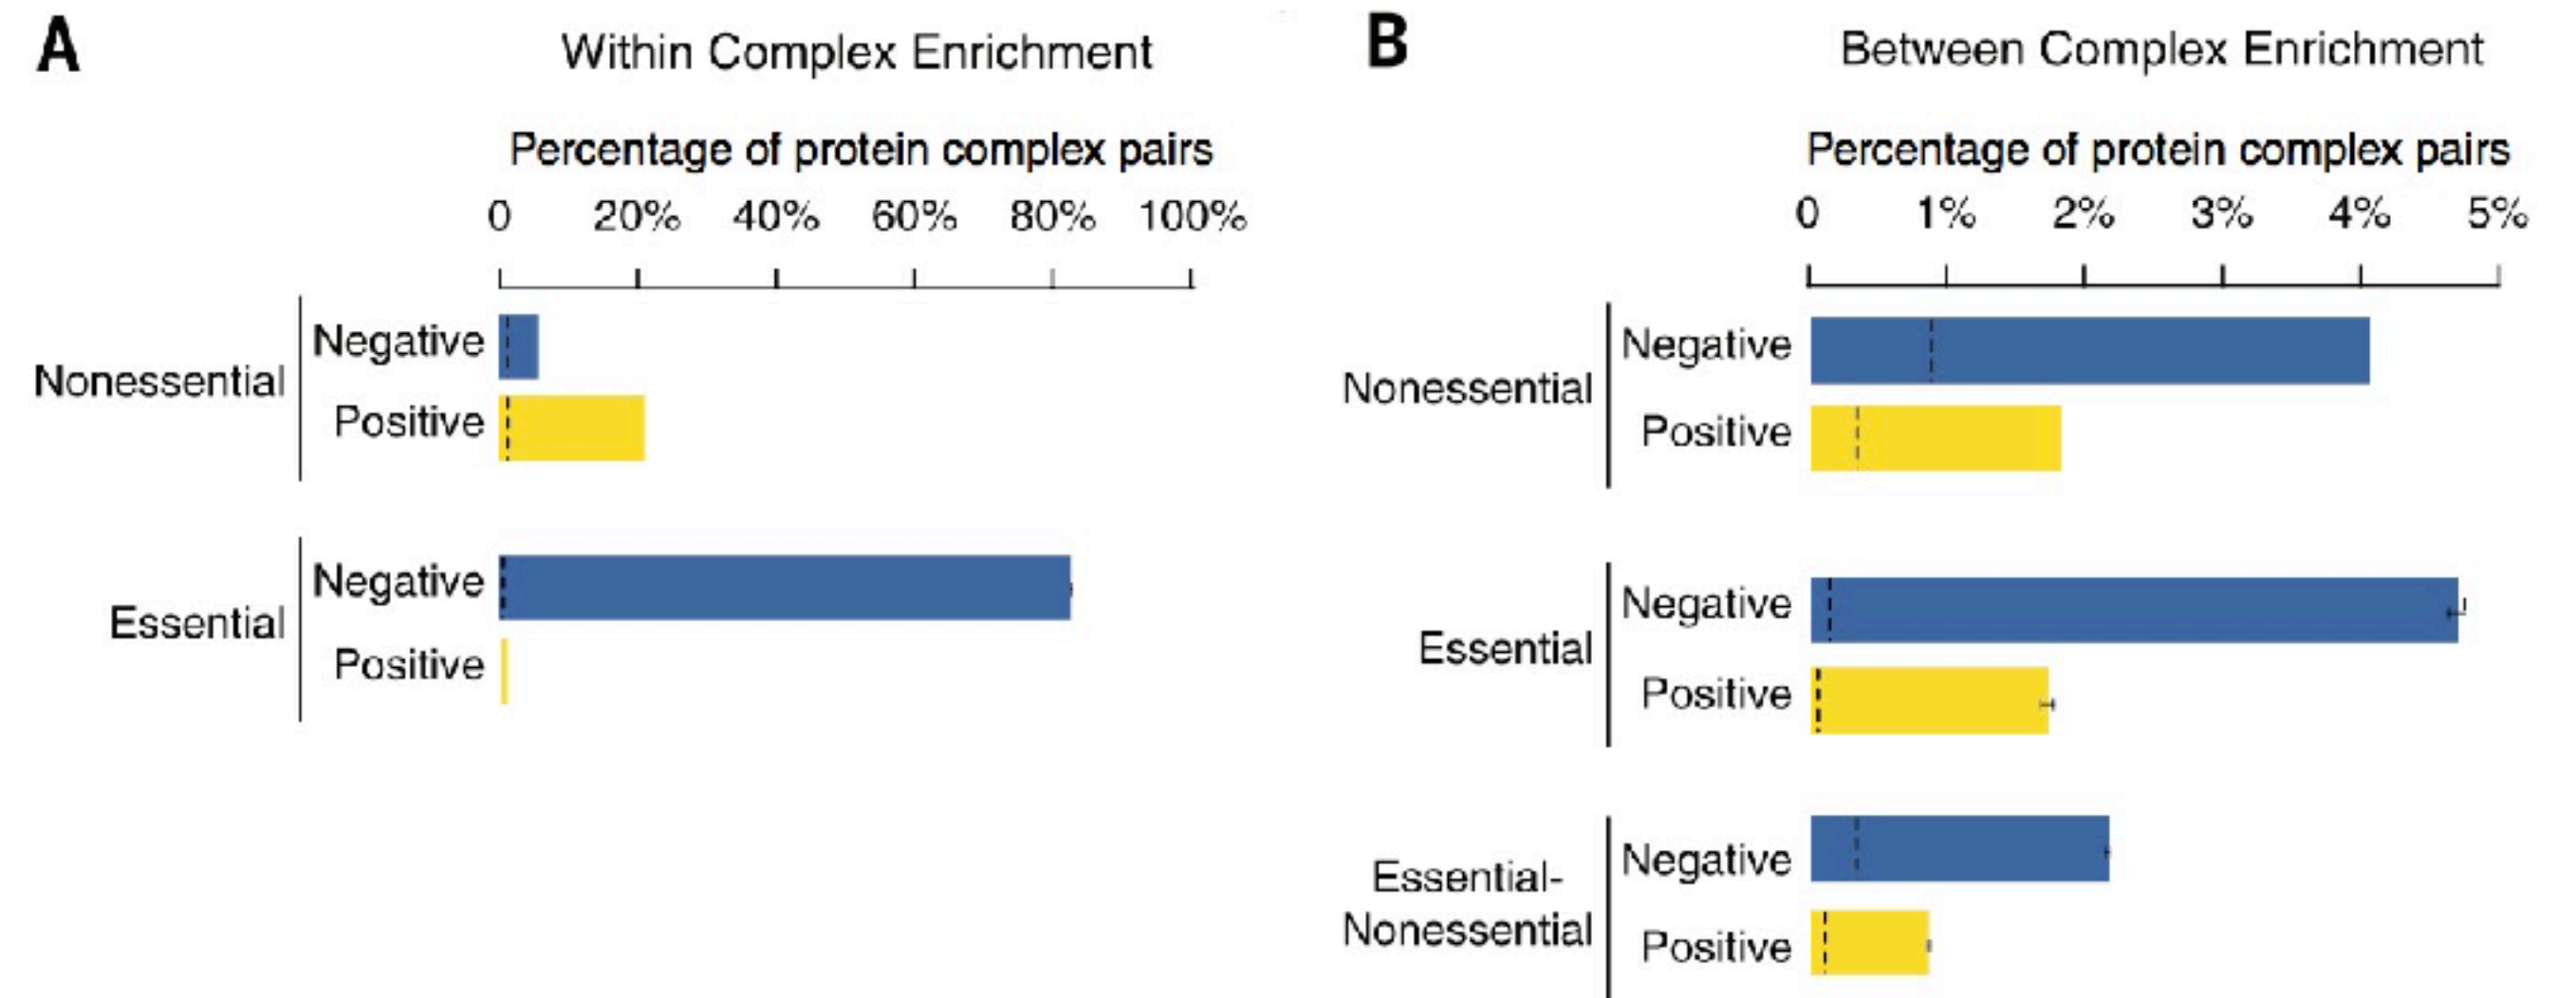 A
Within Complex Enrichment
Percentage of protein complex pairs
0 20% 40% 60% 80% 100%
Nonessential
Negative
Positive
Essential
Negative
Positive
B
Between Complex Enrichment
Percentage of protein complex pairs
0 1% 2% 3% 4% 5%
Nonessential
Negative
Positive
Essential
Negative
Positive
Essential-
Nonessential
Negative
Positive